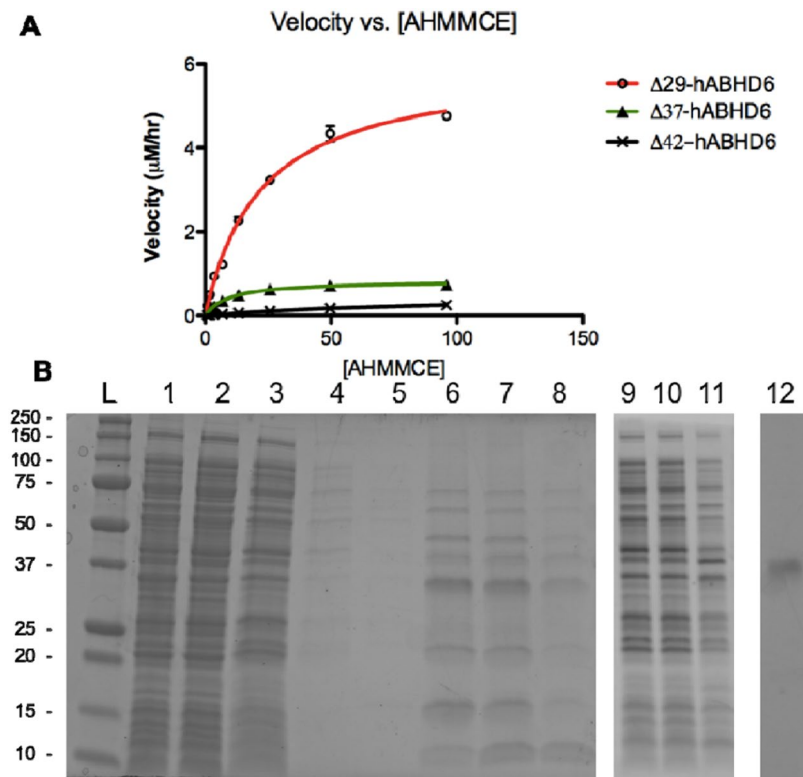 A
Velocity vs. [AHMMCE]
Velocity (μM/hr)
6
4
2
0
0 50 100 150
[AHMMCE]
Δ29-hABHD6
Δ37-hABHD6
Δ42-hABHD6
B
L 1 2 3 4 5 6 7 8 9 10 11 12
250 -
150 -
100 -
75 -
50 -
37 -
25 -
20 -
15 -
10 -